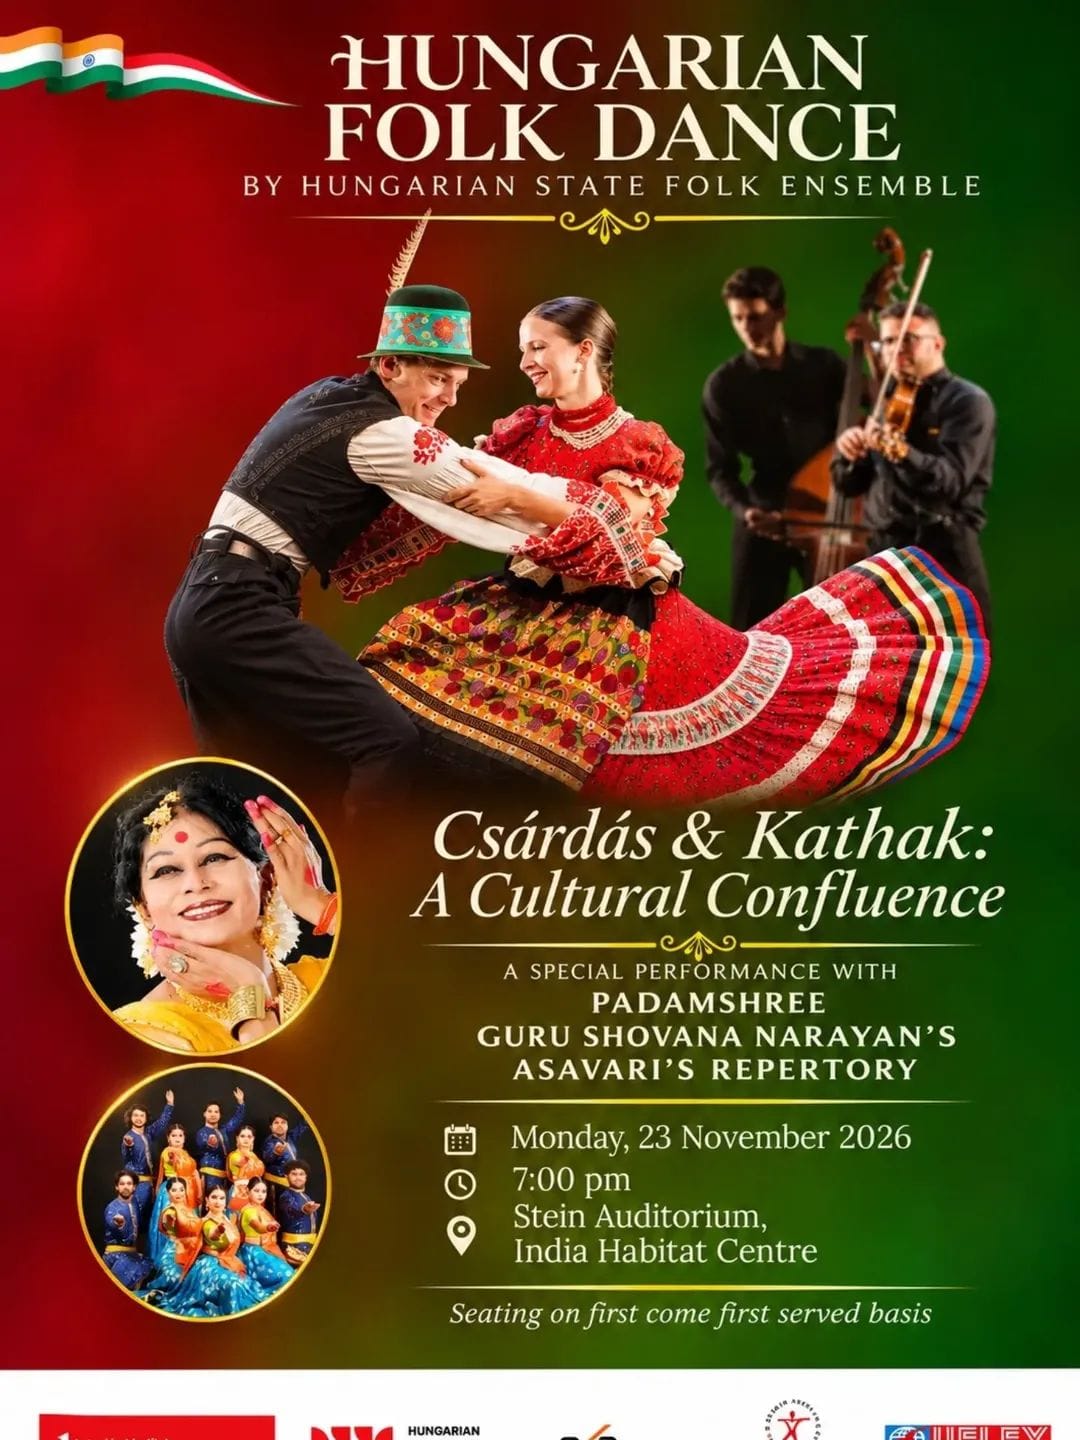 HUNGARIAN
FOLK DANCE
BY HUNGARIAN STATE FOLK ENSEMBLE
Csárdás & Kathak:
A Cultural Confluence
A SPECIAL PERFORMANCE WITH
PADAMSHREE
GURU SHOVANA NARAYAN'S
ASAVARI'S REPERTORY
Monday, 23 November 2026
7:00 pm
Stein Auditorium,
India Habitat Centre
Seating on first come first served basis
HUNGARIAN